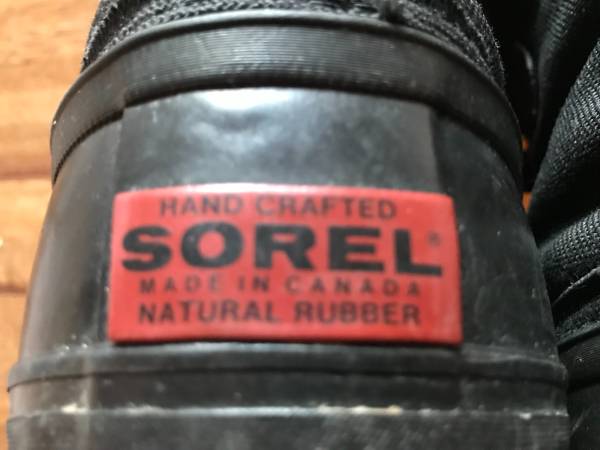 HAND CRAFTED
SOREL®
MADE IN CANADA
NATURAL RUBBER